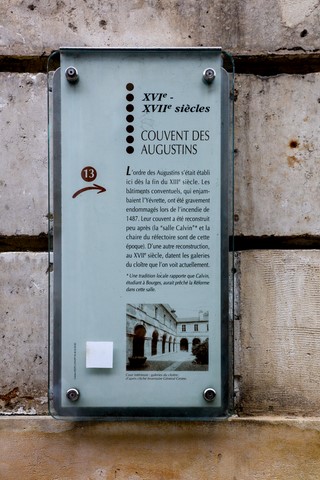 XVIe -
XVIIe siècles
COUVENT DES
AUGUSTINS
13
L'ordre des Augustins s'était établi
ici dès la fin du XIIIe siècle. Les
bâtiments conventuels, qui enjam-
baient l'Yévrette, ont été gravement
endommagés lors de l'incendie de
1487. Leur couvent a été reconstruit
peu après (la "salle Calvin"* et la
chaire du réfectoire sont de cette
époque). D'une autre reconstruction,
au XVIIe siècle, datent les galeries
du cloître que l'on voit actuellement.
* Une tradition locale rapporte que Calvin,
étudiant à Bourges, aurait prêché la Réforme
dans cette salle.